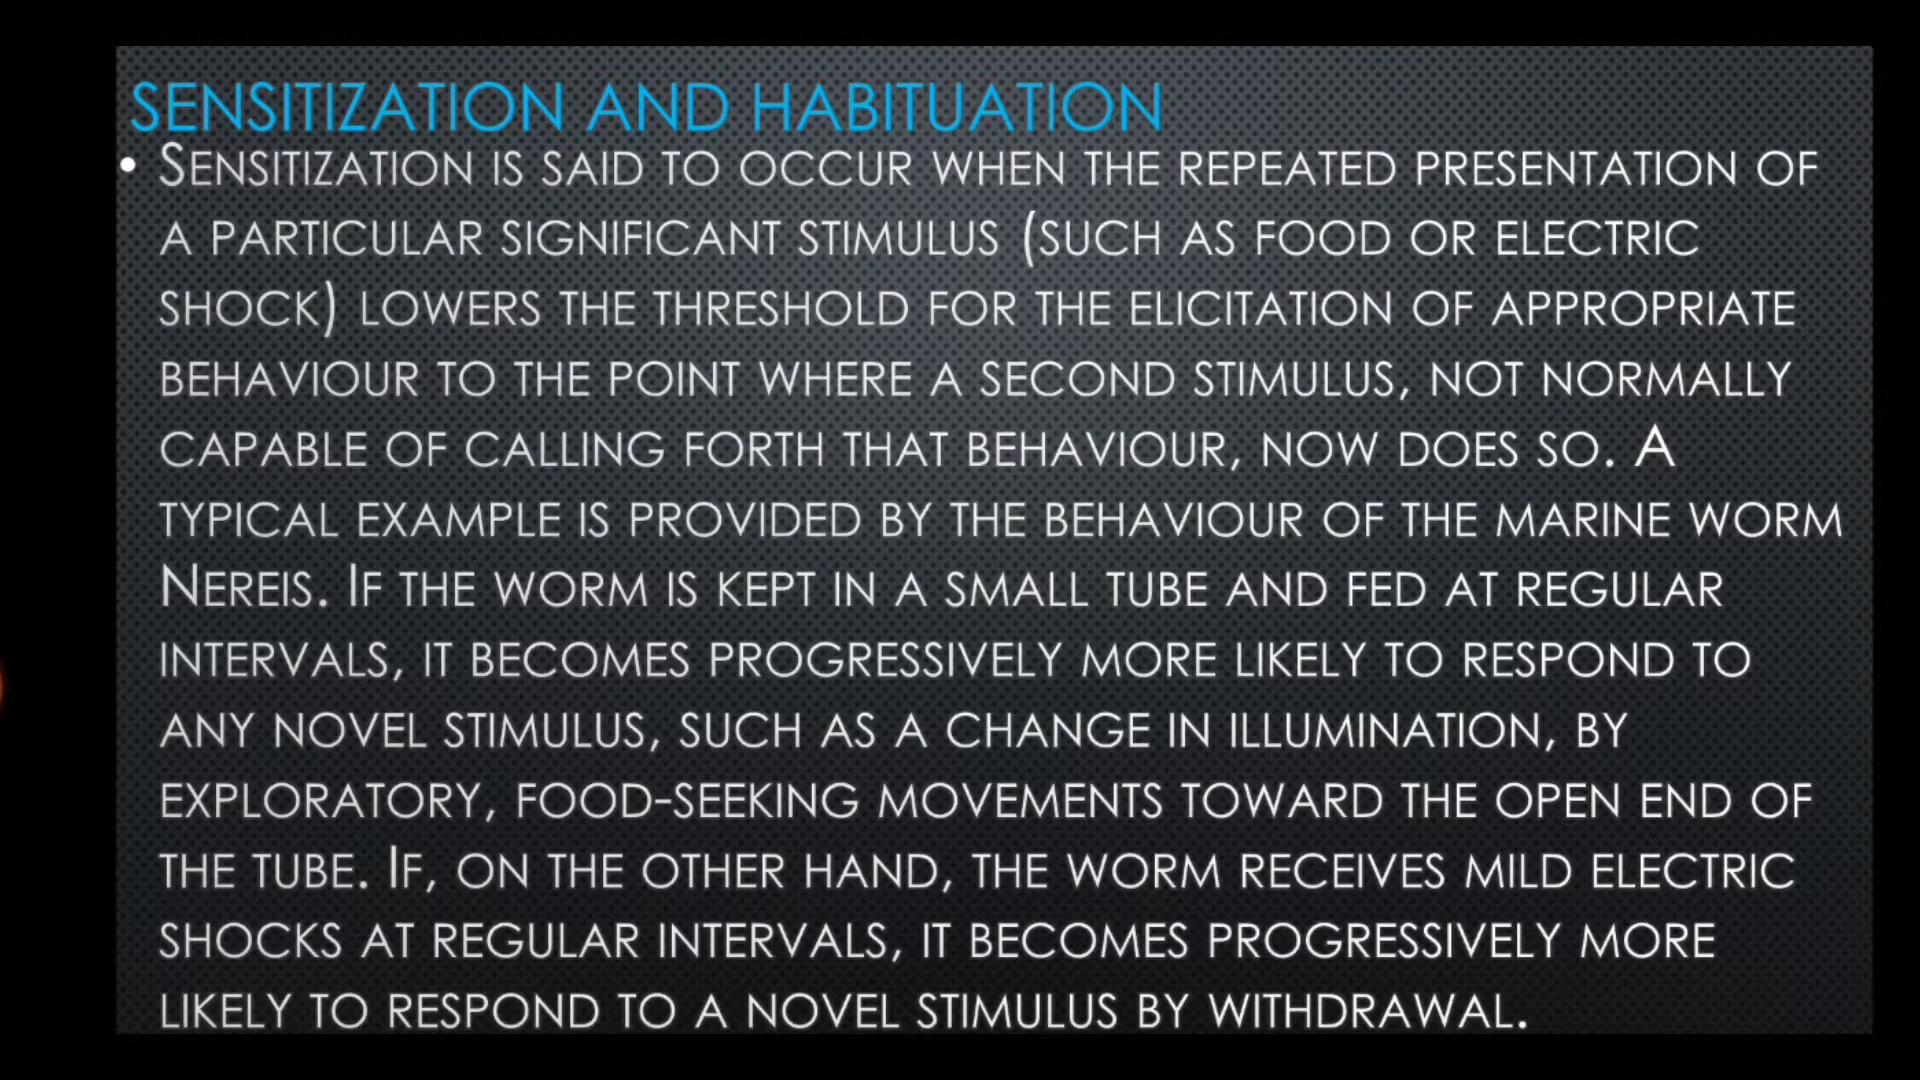 SENSITIZATION AND HABITUATION
• SENSITIZATION IS SAID TO OCCUR WHEN THE REPEATED PRESENTATION OF
A PARTICULAR SIGNIFICANT STIMULUS (SUCH AS FOOD OR ELECTRIC
SHOCK) LOWERS THE THRESHOLD FOR THE ELICITATION OF APPROPRIATE
BEHAVIOUR TO THE POINT WHERE A SECOND STIMULUS, NOT NORMALLY
CAPABLE OF CALLING FORTH THAT BEHAVIOUR, NOW DOES SO. A
TYPICAL EXAMPLE IS PROVIDED BY THE BEHAVIOUR OF THE MARINE WORM
NEREIS. IF THE WORM IS KEPT IN A SMALL TUBE AND FED AT REGULAR
INTERVALS, IT BECOMES PROGRESSIVELY MORE LIKELY TO RESPOND TO
ANY NOVEL STIMULUS, SUCH AS A CHANGE IN ILLUMINATION, BY
EXPLORATORY, FOOD-SEEKING MOVEMENTS TOWARD THE OPEN END OF
THE TUBE. IF, ON THE OTHER HAND, THE WORM RECEIVES MILD ELECTRIC
SHOCKS AT REGULAR INTERVALS, IT BECOMES PROGRESSIVELY MORE
LIKELY TO RESPOND TO A NOVEL STIMULUS BY WITHDRAWAL.